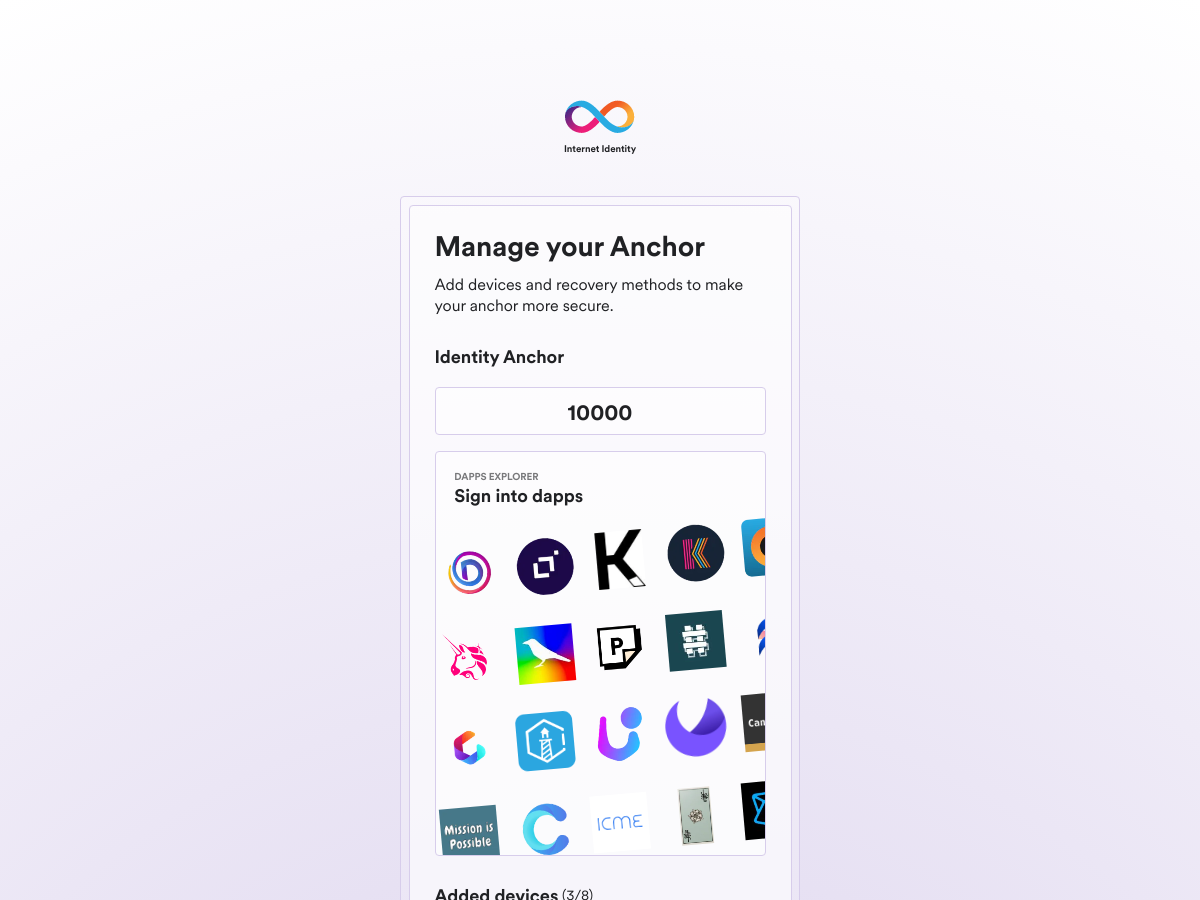 Internet Identity
Manage your Anchor
Add devices and recovery methods to make
your anchor more secure.
Identity Anchor
10000
DAPPS EXPLORER
Sign into dapps
K
K
P
Can
Mission is
Possible
C
ICME
Added devices (3/8)